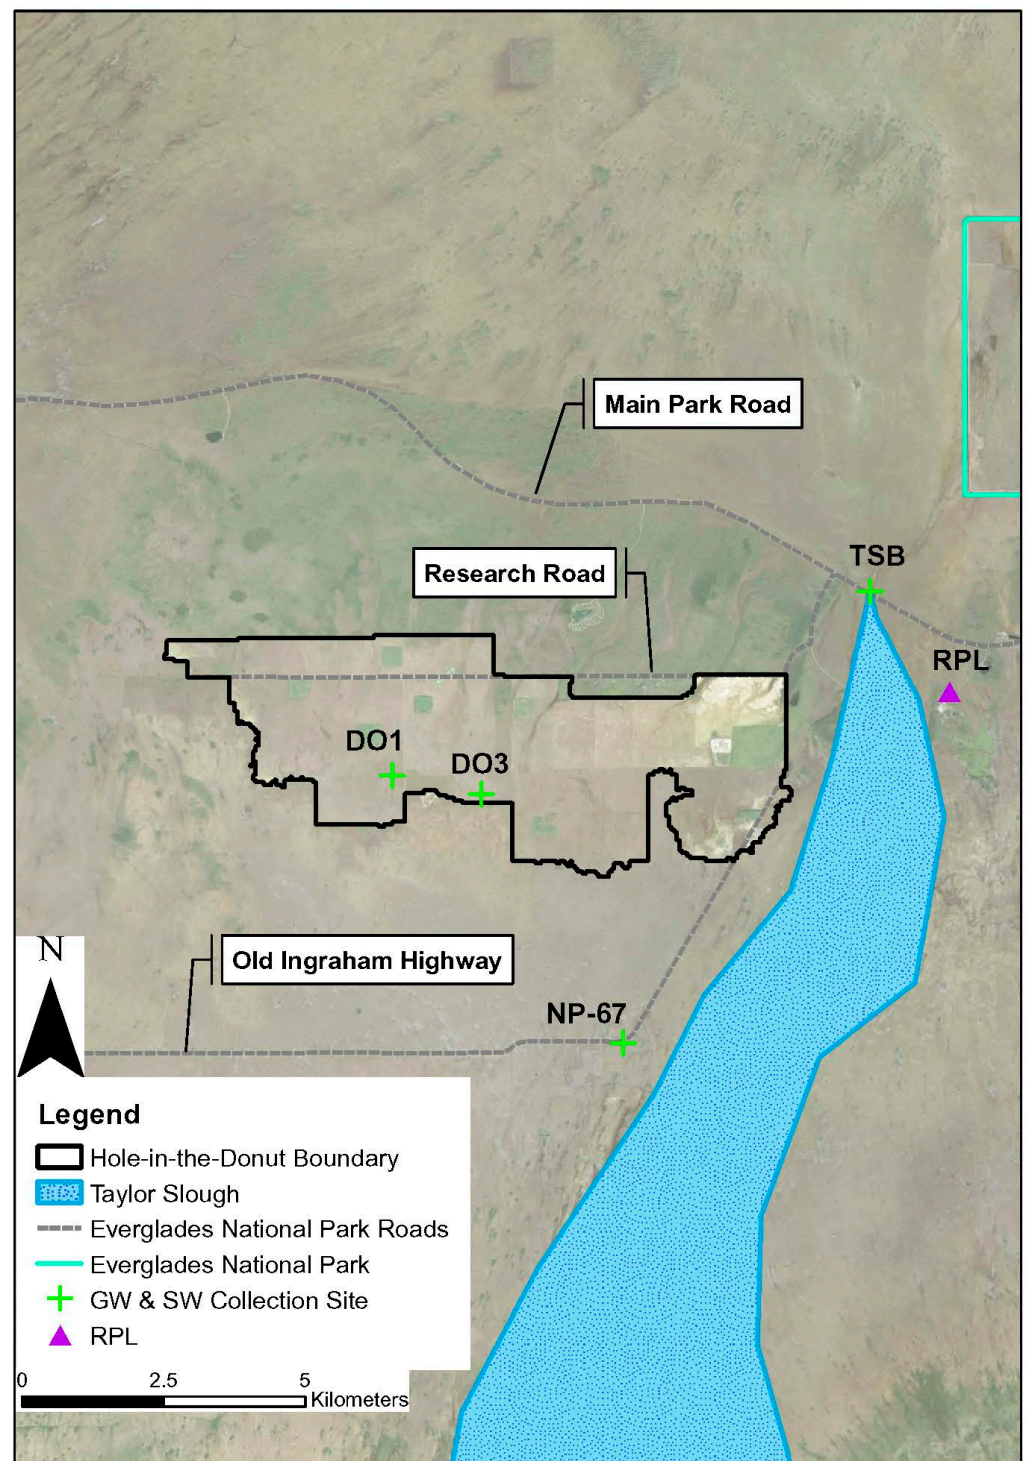 Main Park Road
TSB
Research Road
RPL
DO1
DO3
N
Old Ingraham Highway
NP-67
Legend
Hole-in-the-Donut Boundary
Taylor Slough
Everglades National Park Roads
Everglades National Park
GW & SW Collection Site
RPL
0 2.5 5
Kilometers